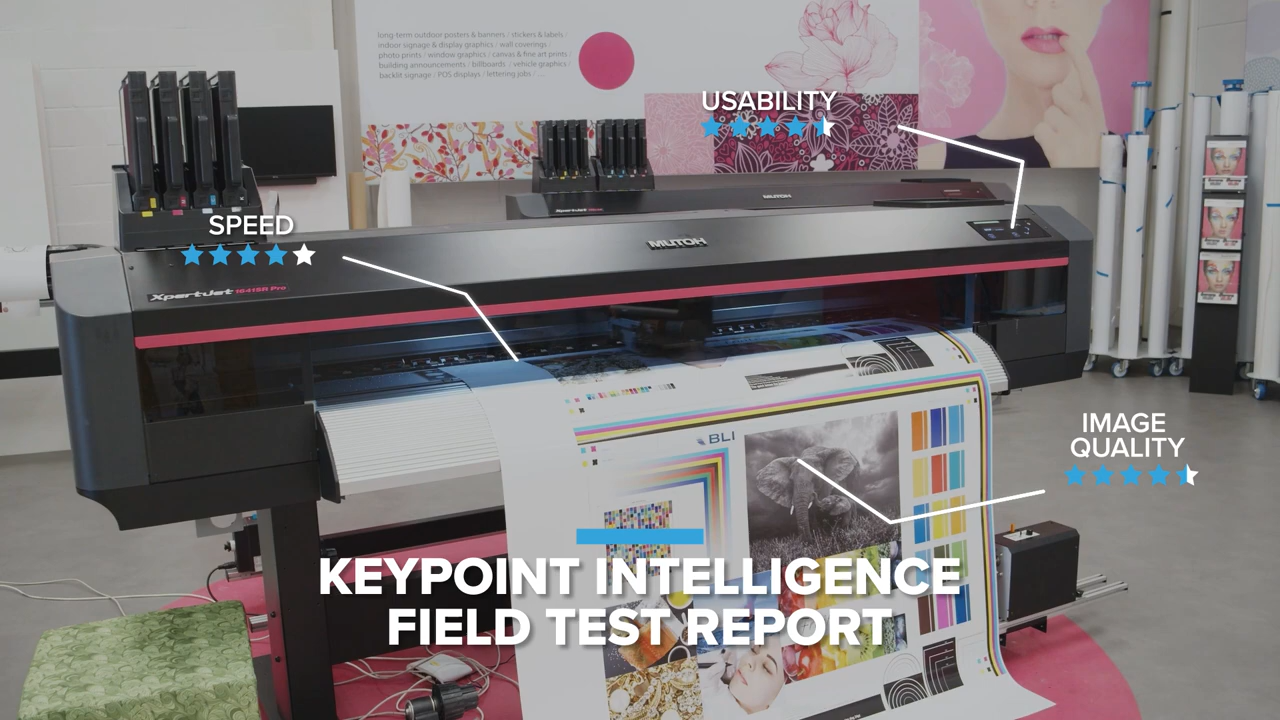 long-term outdoor posters & banners / stickers & labels /
indoor signage & display graphics / wall coverings /
photo prints / window graphics / canvas & fine art prints /
building announcements / billboards / vehicle graphics /
backlit signage / POS displays / lettering jobs / ...
USABILITY
MUTOH
SPEED
MUTOH
XpertJet 1641SR Pro
IMAGE
QUALITY
BLI
KEYPOINT INTELLIGENCE
FIELD TEST REPORT